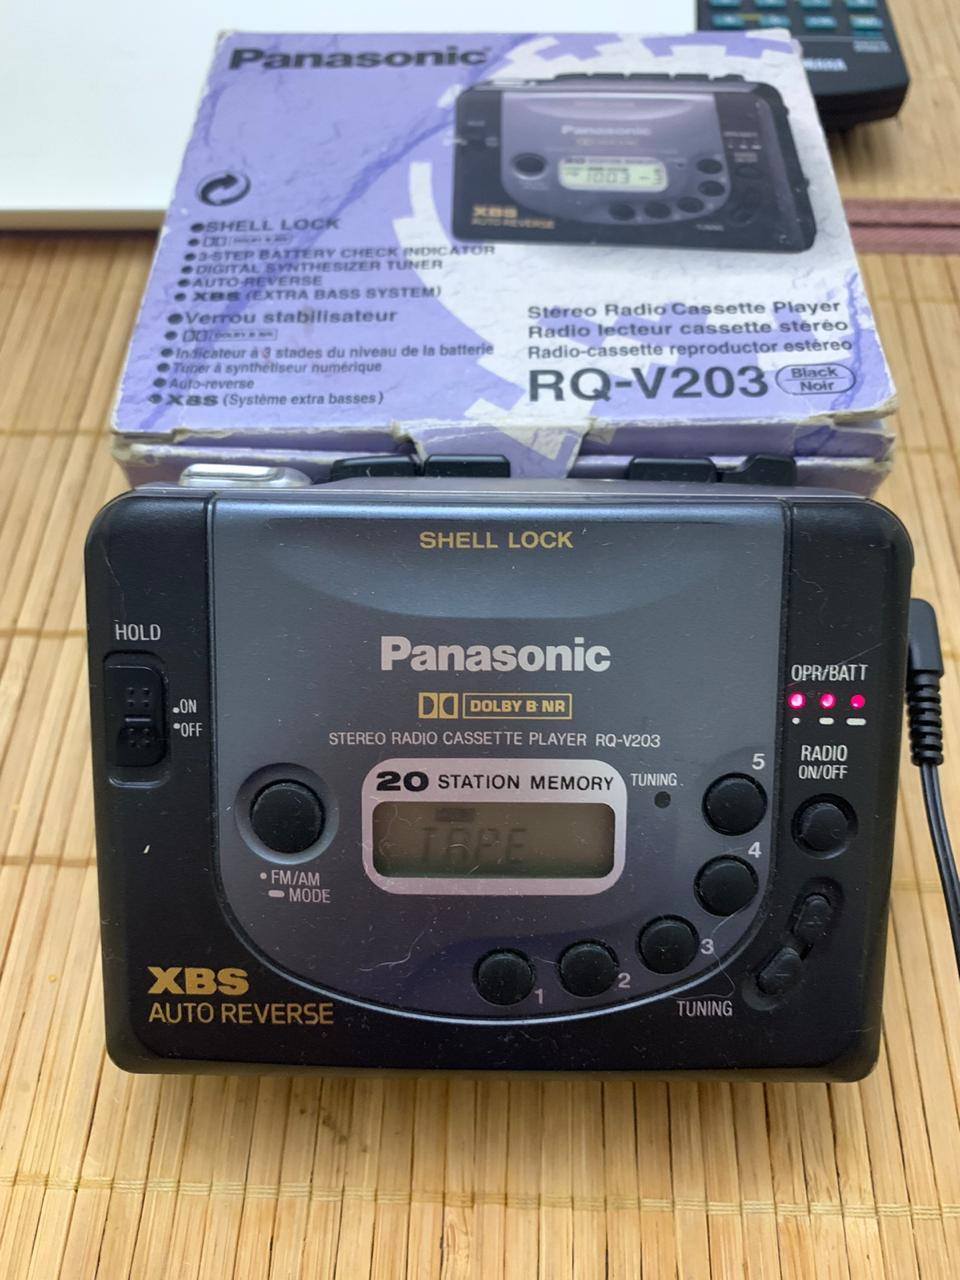 Panasonic
Panasonic
20 STATION MEMORY
XBS
AUTO REVERSE
●SHELL LOCK
●DOLBY B NR
●3-STEP BATTERY CHECK INDICATOR
●DIGITAL SYNTHESIZER TUNER
●AUTO-REVERSE
●XBS (EXTRA BASS SYSTEM)
●Verrou stabilisateur
●DOLBY B NR
●Indicateur à 3 stades du niveau de la batterie
●Tuner à synthétiseur numérique
●Auto-reverse
●XBS (Système extra basses)
Stereo Radio Cassette Player
Radio lecteur cassette stéréo
Radio-cassette reproductor estéreo
RQ-V203 Black Noir
SHELL LOCK
HOLD
Panasonic
OPR/BATT
•ON
•OFF
DOLBY B NR
STEREO RADIO CASSETTE PLAYER RQ-V203
RADIO
ON/OFF
20 STATION MEMORY
TUNING
5
TAPE
4
•FM/AM
MODE
3
2
1
XBS
AUTO REVERSE
TUNING